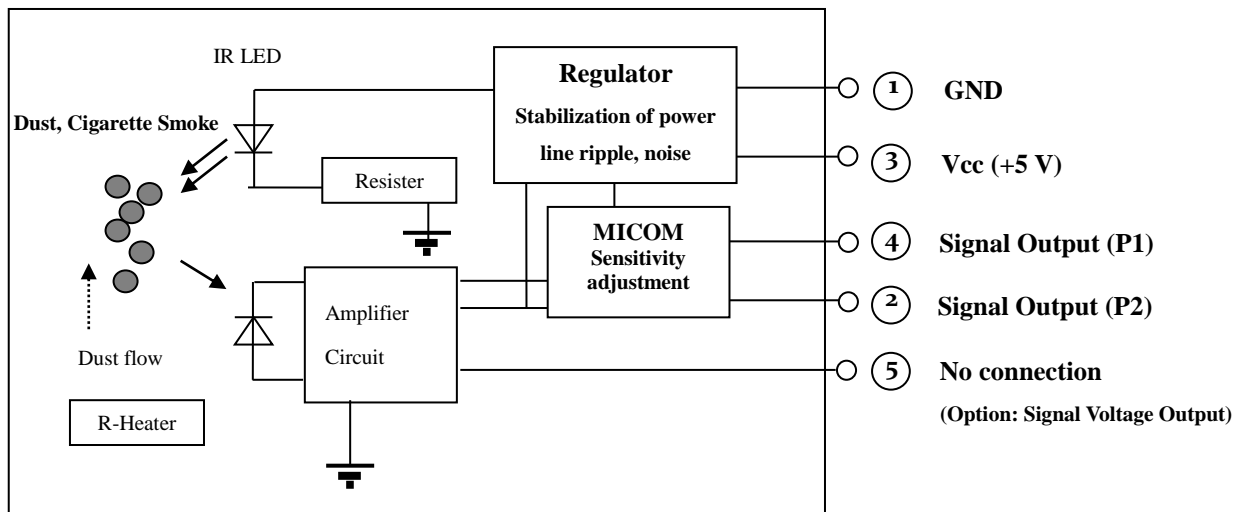 IR LED
Dust, Cigarette Smoke
Regulator
Stabilization of power
line ripple, noise
Resister
MICOM
Sensitivity
adjustment
Amplifier
Circuit
Dust flow
R-Heater
1 GND
3 Vcc (+5 V)
4 Signal Output (P1)
2 Signal Output (P2)
5 No connection
(Option: Signal Voltage Output)